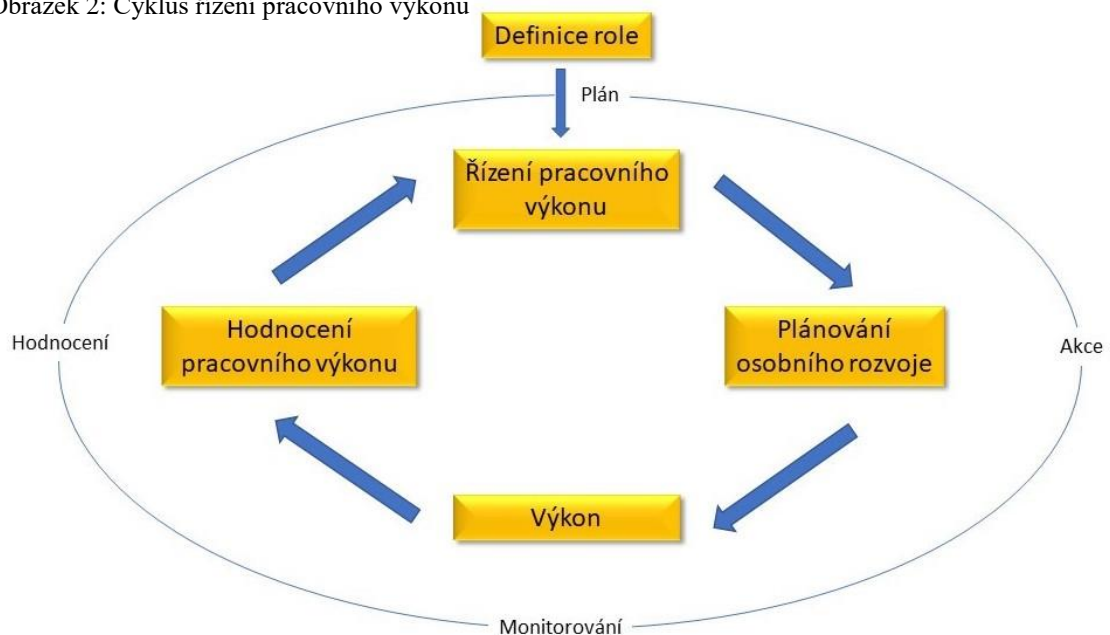 Obrázek 2: Cyklus řízení pracovního výkonu
Definice role
Plán
Řízení pracovního
výkonu
Hodnocení
pracovního výkonu
Plánování
osobního rozvoje
Hodnocení
Akce
Výkon
Monitorování